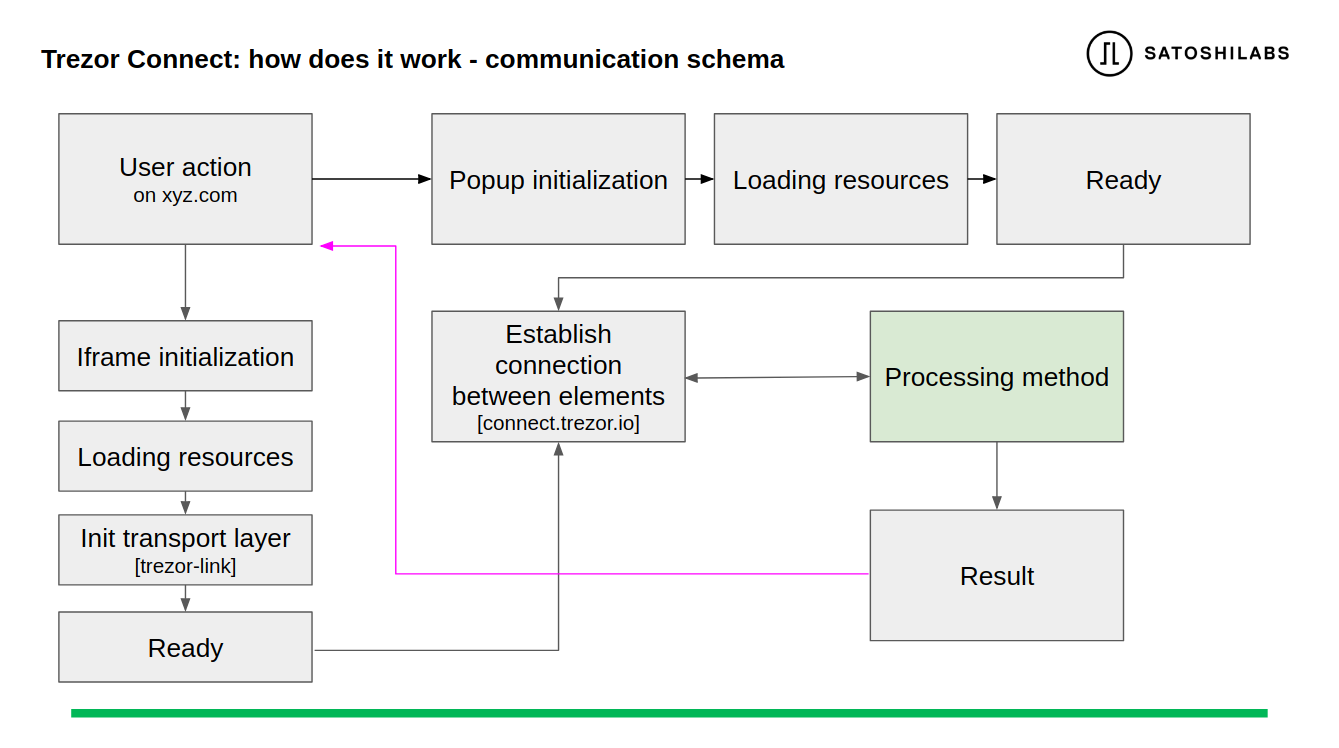 Trezor Connect: how does it work - communication schema
SATOSHILABS
User action
on xyz.com
Popup initialization
Loading resources
Ready
Iframe initialization
Loading resources
Init transport layer
[trezor-link]
Ready
Establish
connection
between elements
[connect.trezor.io]
Processing method
Result